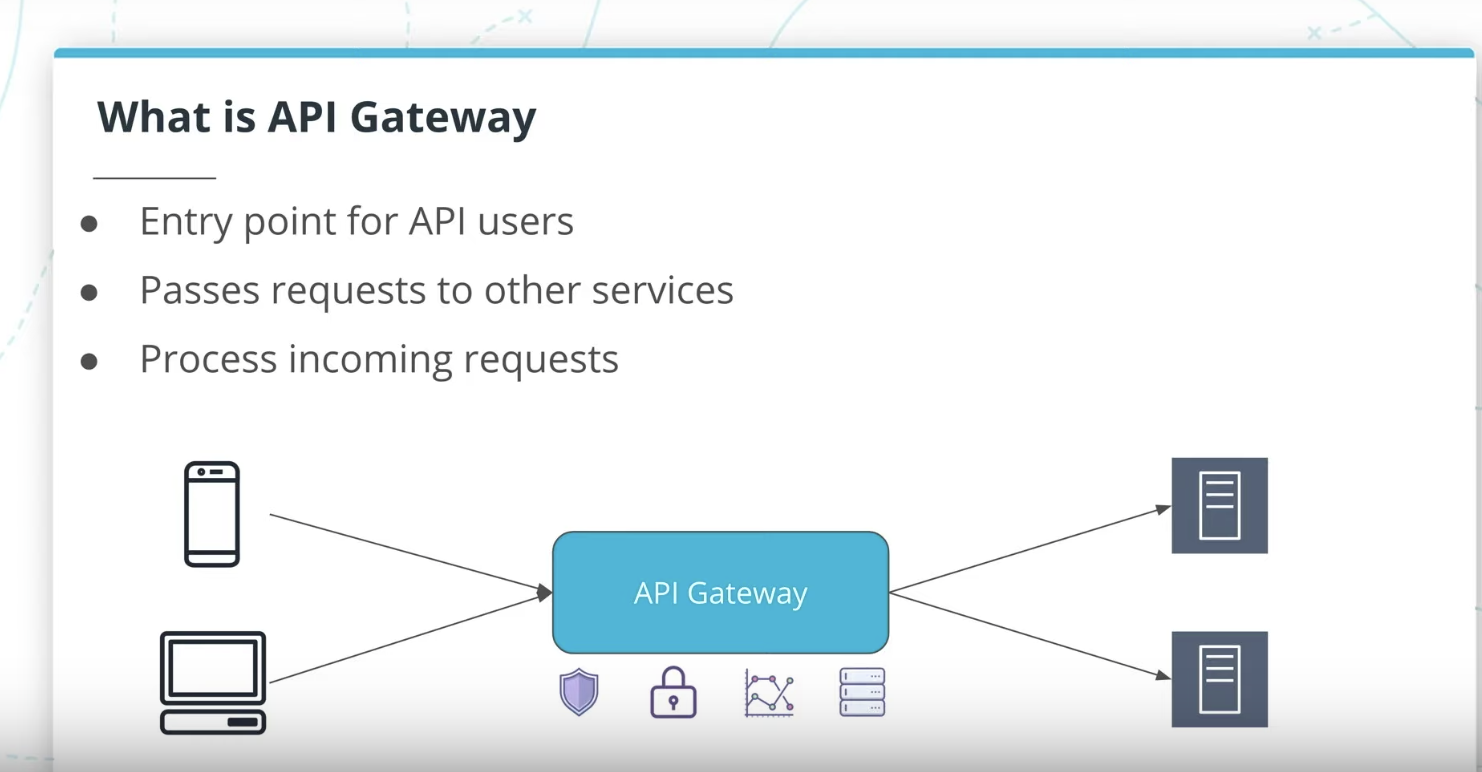 What is API Gateway
Entry point for API users
Passes requests to other services
Process incoming requests
API Gateway